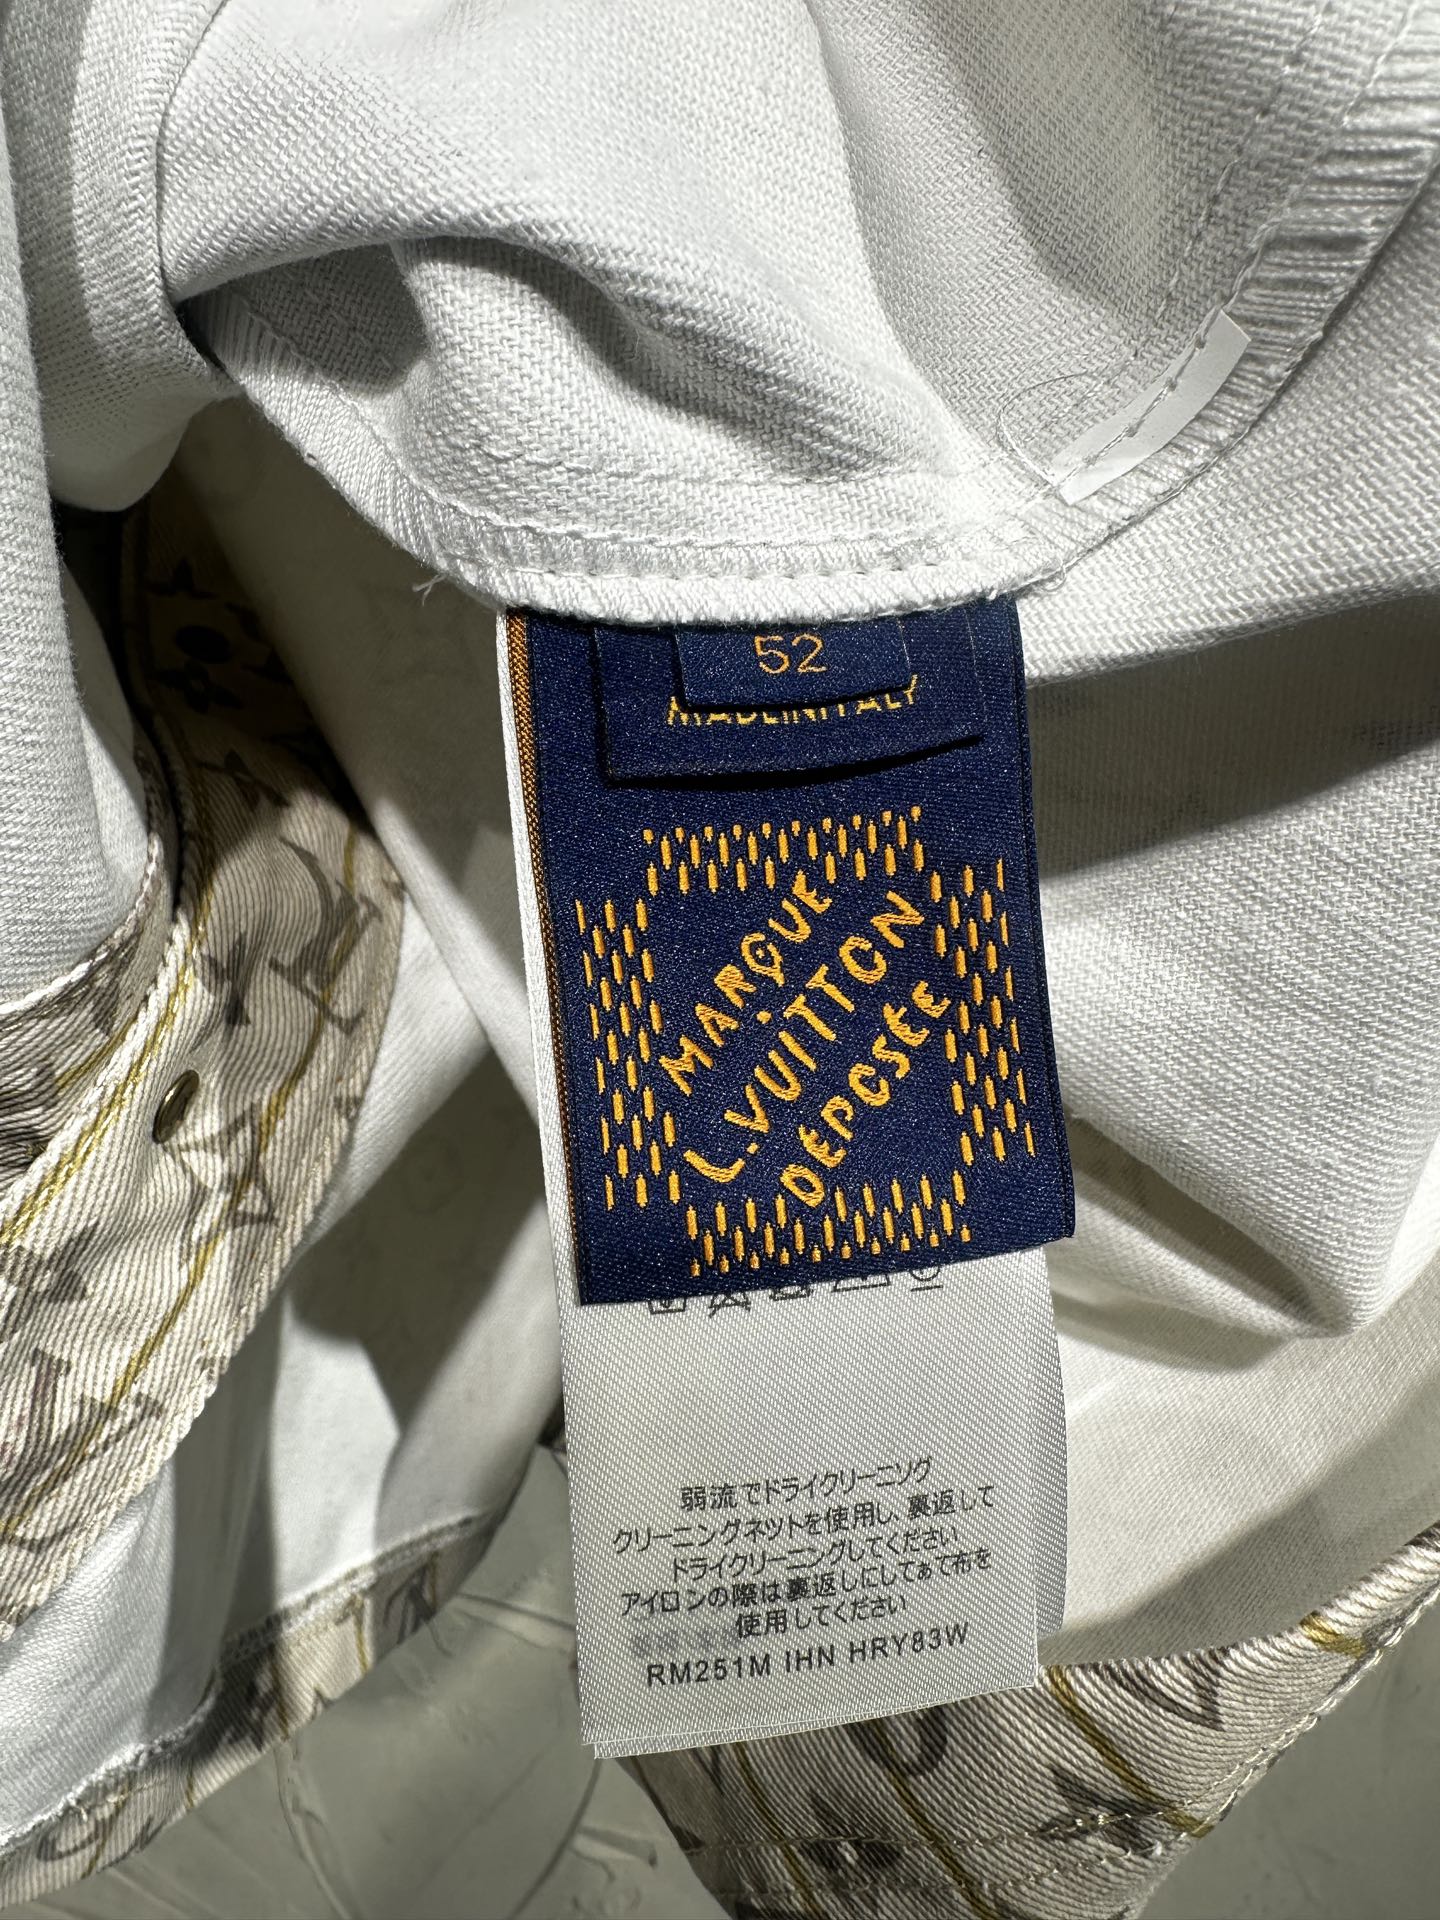 52
MADE IN ITALY
MARQUE
L.VUITTON
DEPOSÉE
弱流でドライクリーニング
クリーニングネットを使用し、裏返して
ドライクリーニングしてください
アイロンの際は裏返しにしてあて布を
使用してください
RM251M IHN HRY83W